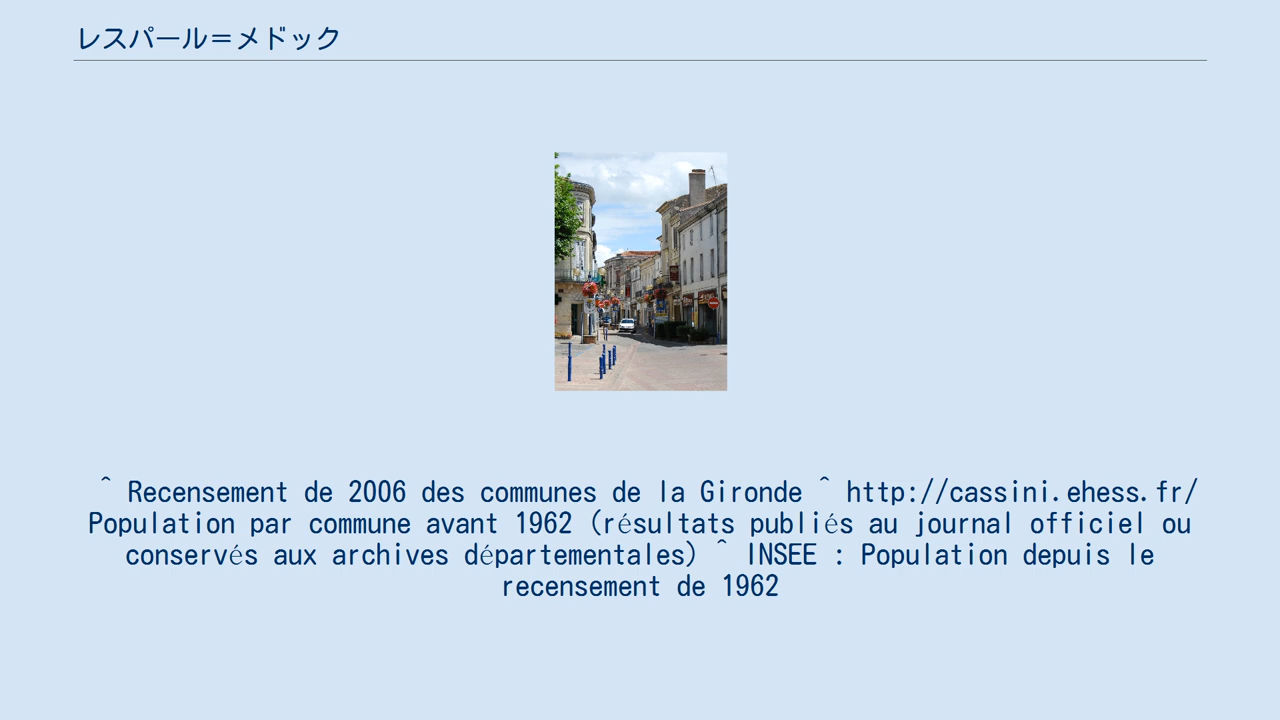 レスパール＝メドック
^ Recensement de 2006 des communes de la Gironde ^ http://cassini.ehess.fr/
Population par commune avant 1962 (résultats publiés au journal officiel ou
conservés aux archives départementales) ^ INSEE : Population depuis le
recensement de 1962